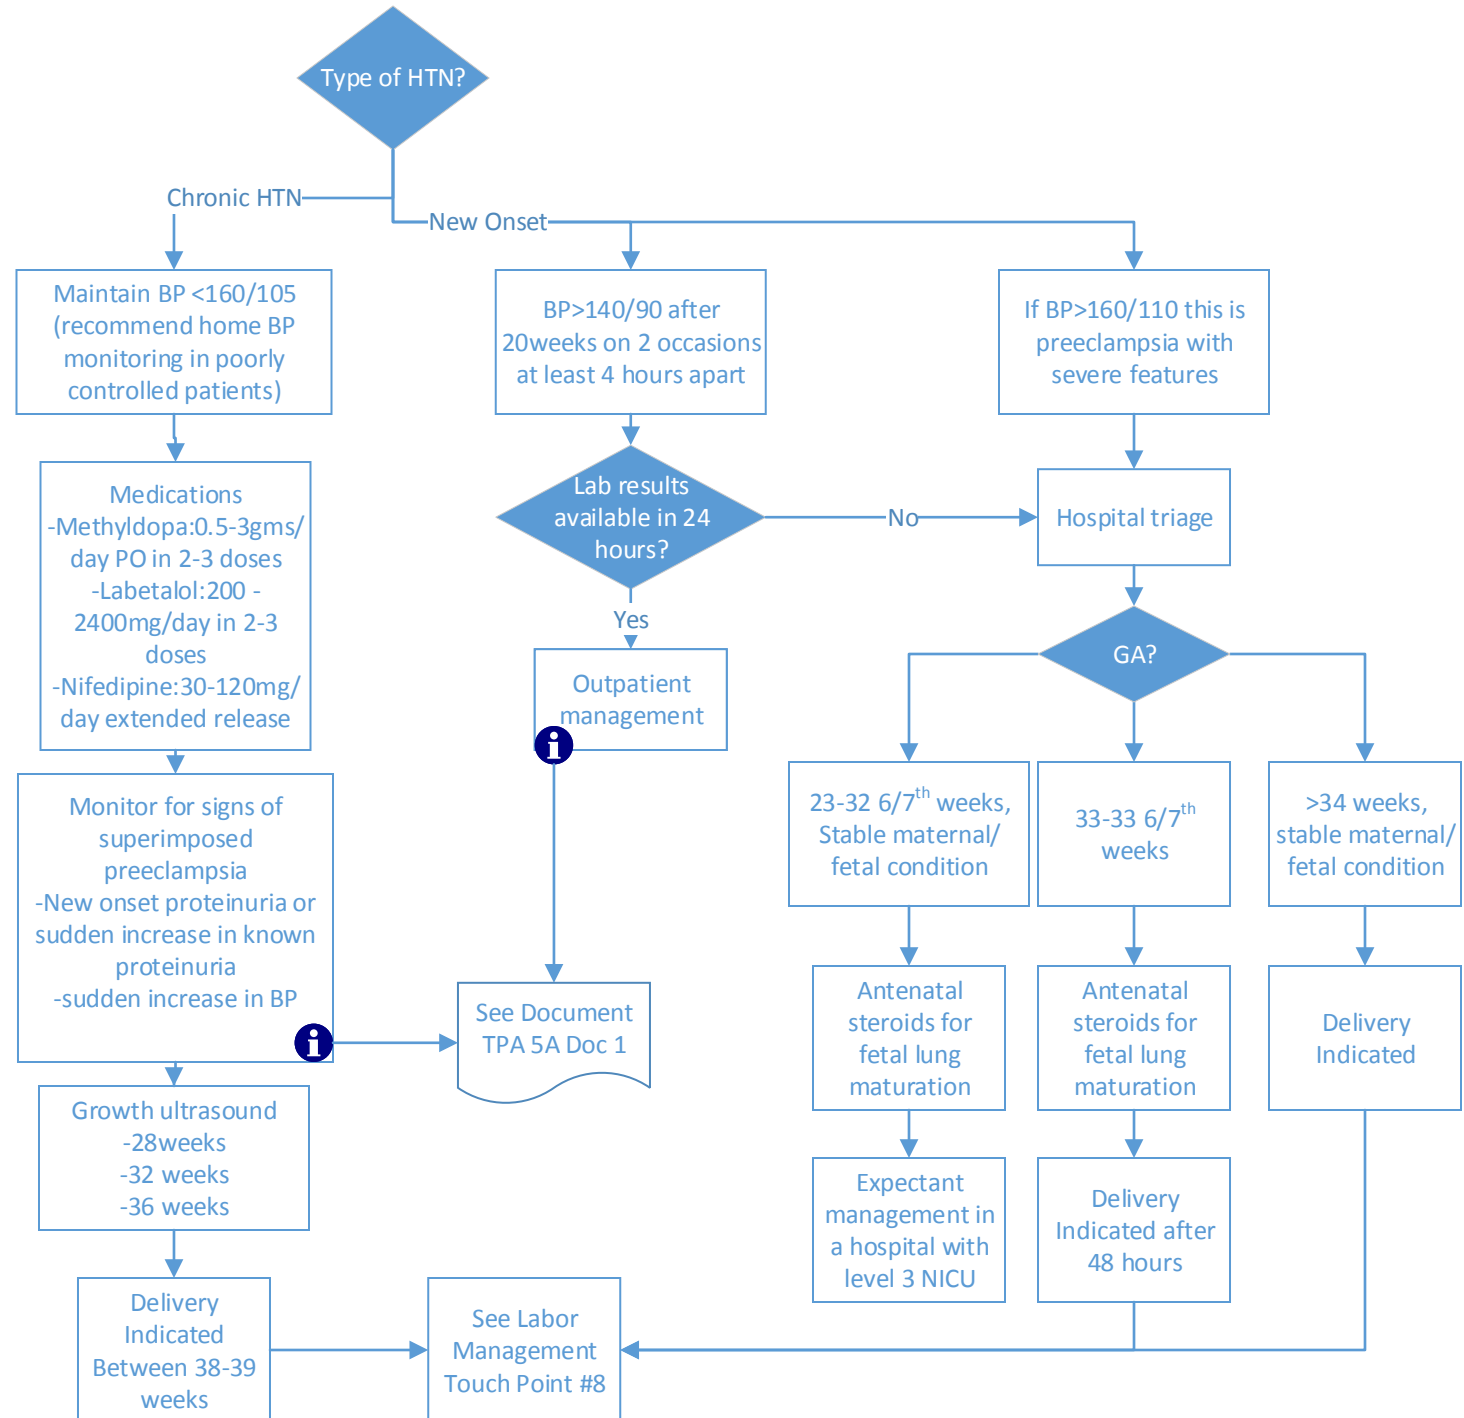 Type of HTN?
Chronic HTN
New Onset
Maintain BP <160/105
(recommend home BP
monitoring in poorly
controlled patients)
BP>140/90 after
20weeks on 2 occasions
at least 4 hours apart
If BP>160/110 this is
preeclampsia with
severe features
Medications
-Methyldopa:0.5-3gms/
day PO in 2-3 doses
-Labetalol:200 -
2400mg/day in 2-3
doses
-Nifedipine:30-120mg/
day extended release
Lab results
available in 24
hours?
No
Hospital triage
Yes
Outpatient
management
i
GA?
Monitor for signs of
superimposed
preeclampsia
-New onset proteinuria or
sudden increase in known
proteinuria
-sudden increase in BP
i
23-32 6/7th weeks,
Stable maternal/
fetal condition
33-33 6/7th
weeks
>34 weeks,
stable maternal/
fetal condition
See Document
TPA 5A Doc 1
Antenatal
steroids for
fetal lung
maturation
Antenatal
steroids for
fetal lung
maturation
Delivery
Indicated
Growth ultrasound
-28weeks
-32 weeks
-36 weeks
Expectant
management in
a hospital with
level 3 NICU
Delivery
Indicated after
48 hours
Delivery
Indicated
Between 38-39
weeks
See Labor
Management
Touch Point #8